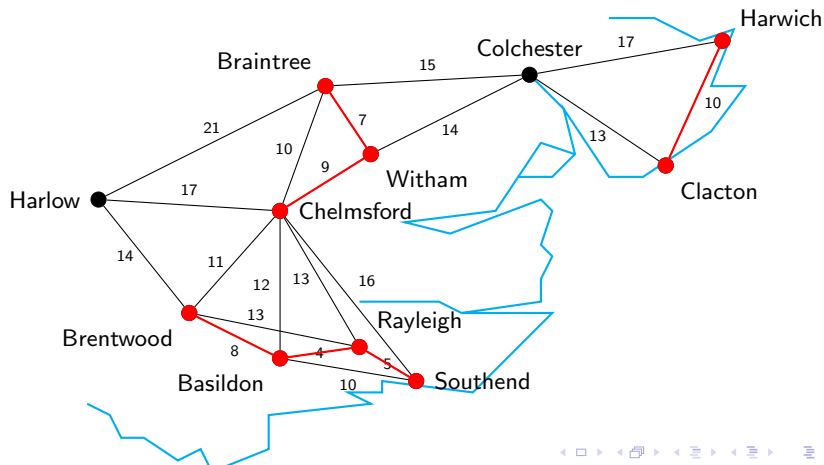 Harwich
17
Colchester
Braintree
15
10
7
14
13
21
10
9
Witham
Clacton
17
Harlow
Chelmsford
14
11
12
13
16
13
Rayleigh
Brentwood
8
4
5
Basildon
10
Southend